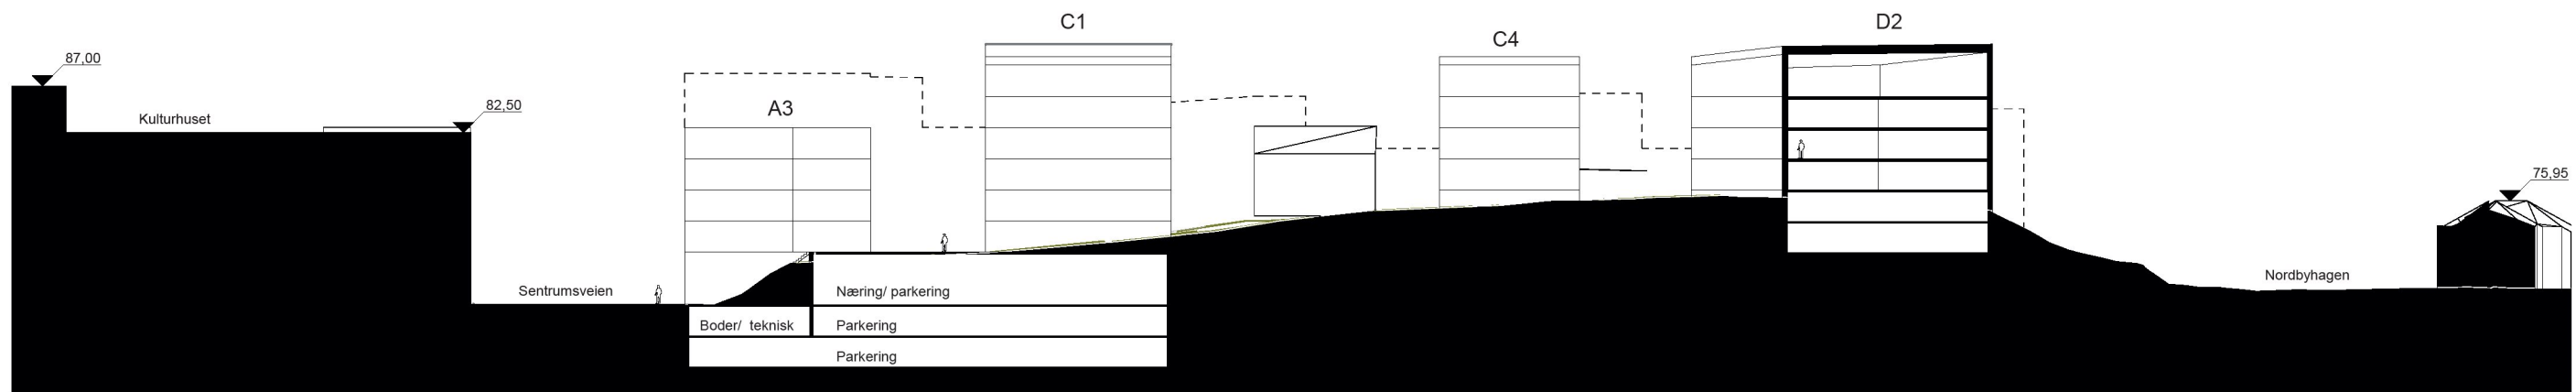 C1
D2
C4
87,00
A3
82,50
Kulturhuset
75,95
Nordbyhagen
Sentrumsveien
Næring/ parkering
Boder/ teknisk
Parkering
Parkering